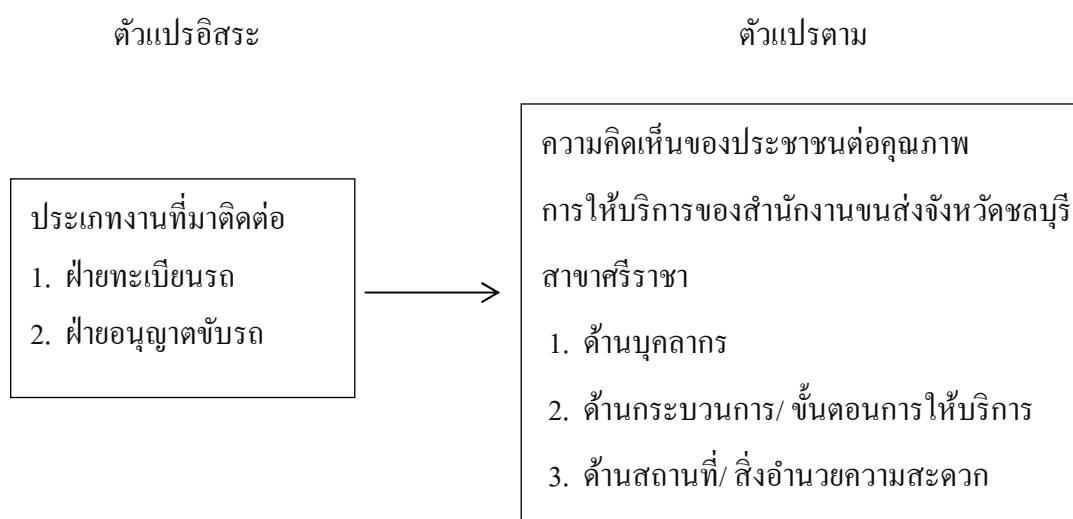 ตัวแปรอิสระ
ตัวแปรตาม
ประเภทงานที่มาติดต่อ
1. ฝ่ายทะเบียนรถ
2. ฝ่ายอนุญาตขับรถ
ความคิดเห็นของประชาชนต่อคุณภาพ
การให้บริการของสำนักงานขนส่งจังหวัดชลบุรี
สาขาศรีราชา
1. ด้านบุคลากร
2. ด้านกระบวนการ/ ขั้นตอนการให้บริการ
3. ด้านสถานที่/ สิ่งอำนวยความสะดวก